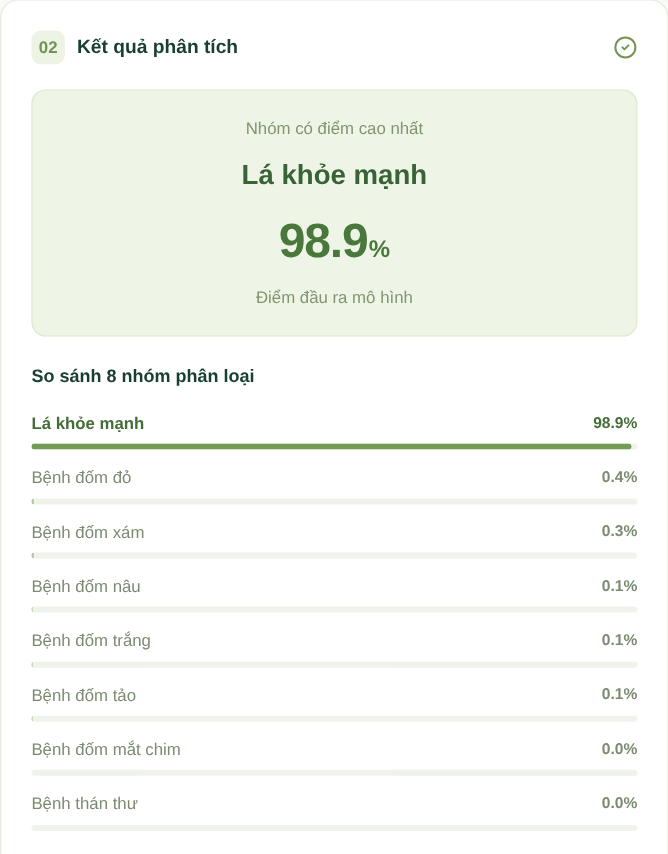 02 Kết quả phân tích
Nhóm có điểm cao nhất
Lá khỏe mạnh
98.9%
Điểm đầu ra mô hình
So sánh 8 nhóm phân loại
Lá khỏe mạnh 98.9%
Bệnh đốm đỏ 0.4%
Bệnh đốm xám 0.3%
Bệnh đốm nâu 0.1%
Bệnh đốm trắng 0.1%
Bệnh đốm tảo 0.1%
Bệnh đốm mắt chim 0.0%
Bệnh thán thư 0.0%